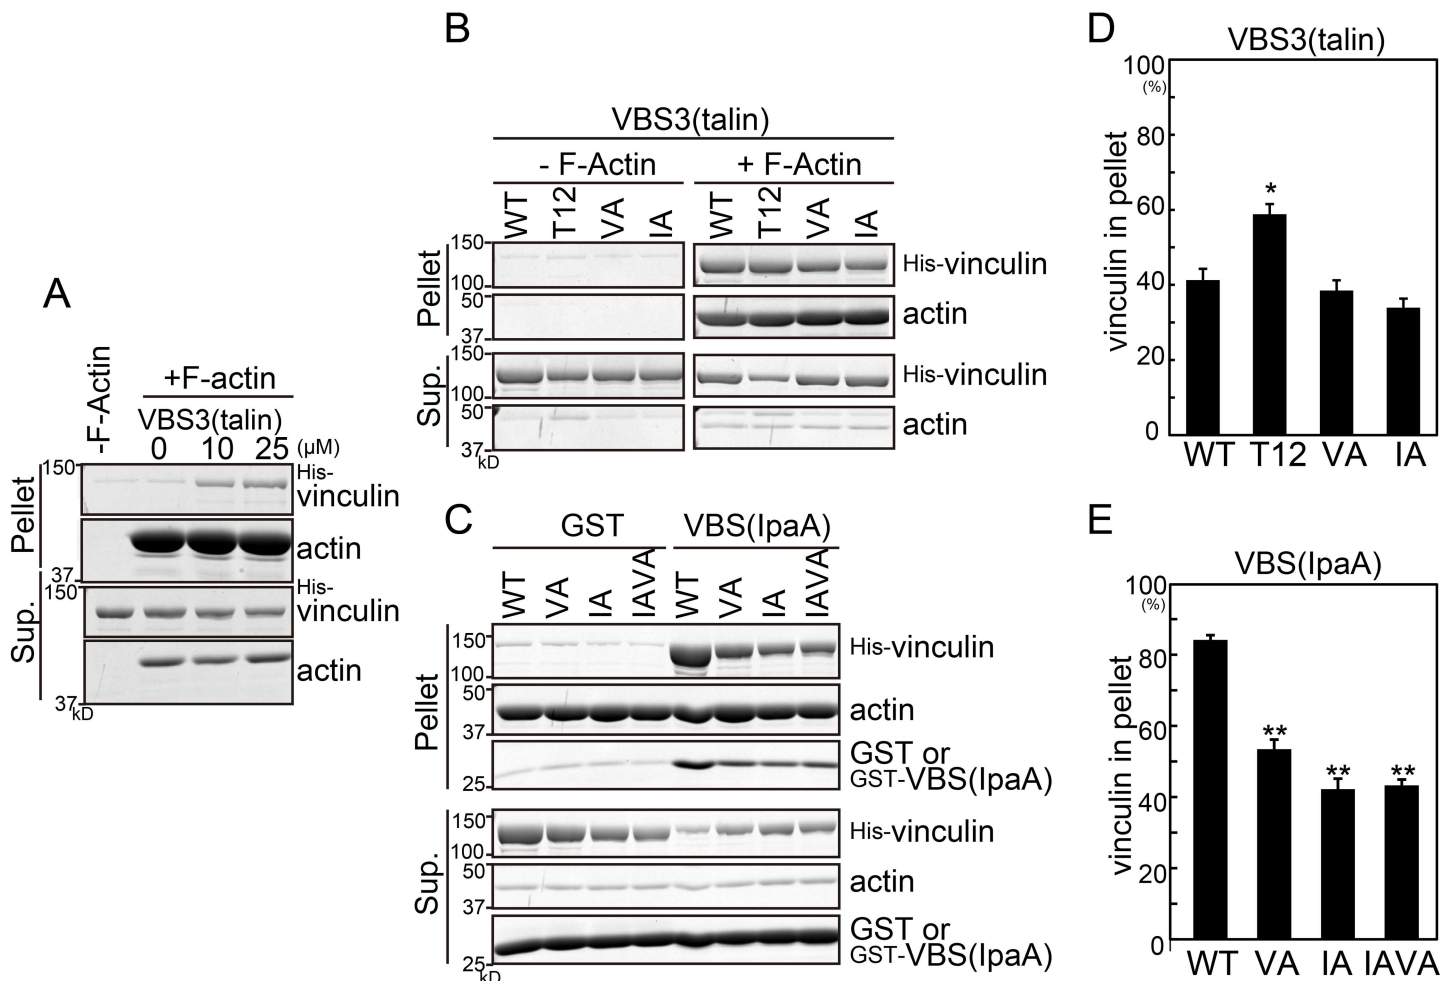 A
-F-Actin
+F-actin
VBS3(talin)
0 10 25 (µM)
Pellet
150
His-
vinculin
actin
37
Sup.
150
His-
vinculin
actin
37
kD
B
VBS3(talin)
- F-Actin + F-Actin
WT T12 VA IA WT T12 VA IA
Pellet
150
100
His-vinculin
50
37
actin
Sup.
150
100
His-vinculin
50
37
actin
kD
C
GST VBS(IpaA)
WT VA IA IAVA WT VA IA IAVA
Pellet
150
100
His-vinculin
50
37
actin
25
GST or
GST-VBS(IpaA)
Sup.
150
100
His-vinculin
50
37
actin
25
GST or
GST-VBS(IpaA)
kD
D
VBS3(talin)
100
(%)
80
60
40
20
0
vinculin in pellet
*
WT T12 VA IA
E
VBS(IpaA)
100
(%)
80
60
40
20
0
vinculin in pellet
** ** **
WT VA IA IAVA